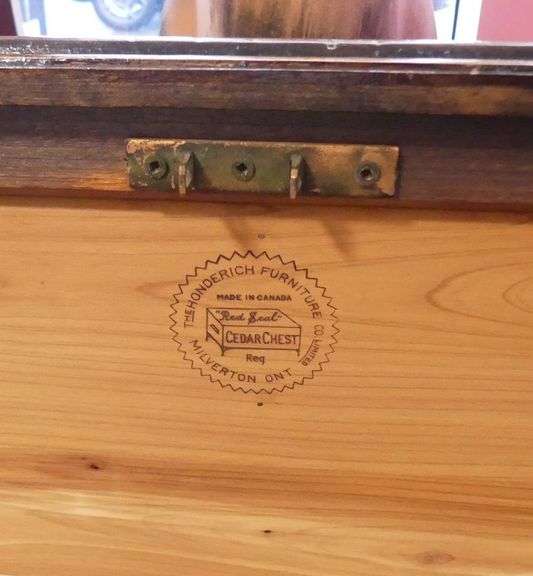 THE HONDERICH FURNITURE CO. LIMITED
MADE IN CANADA
"Red Seal"
CEDAR CHEST
Reg
MILVERTON ONT